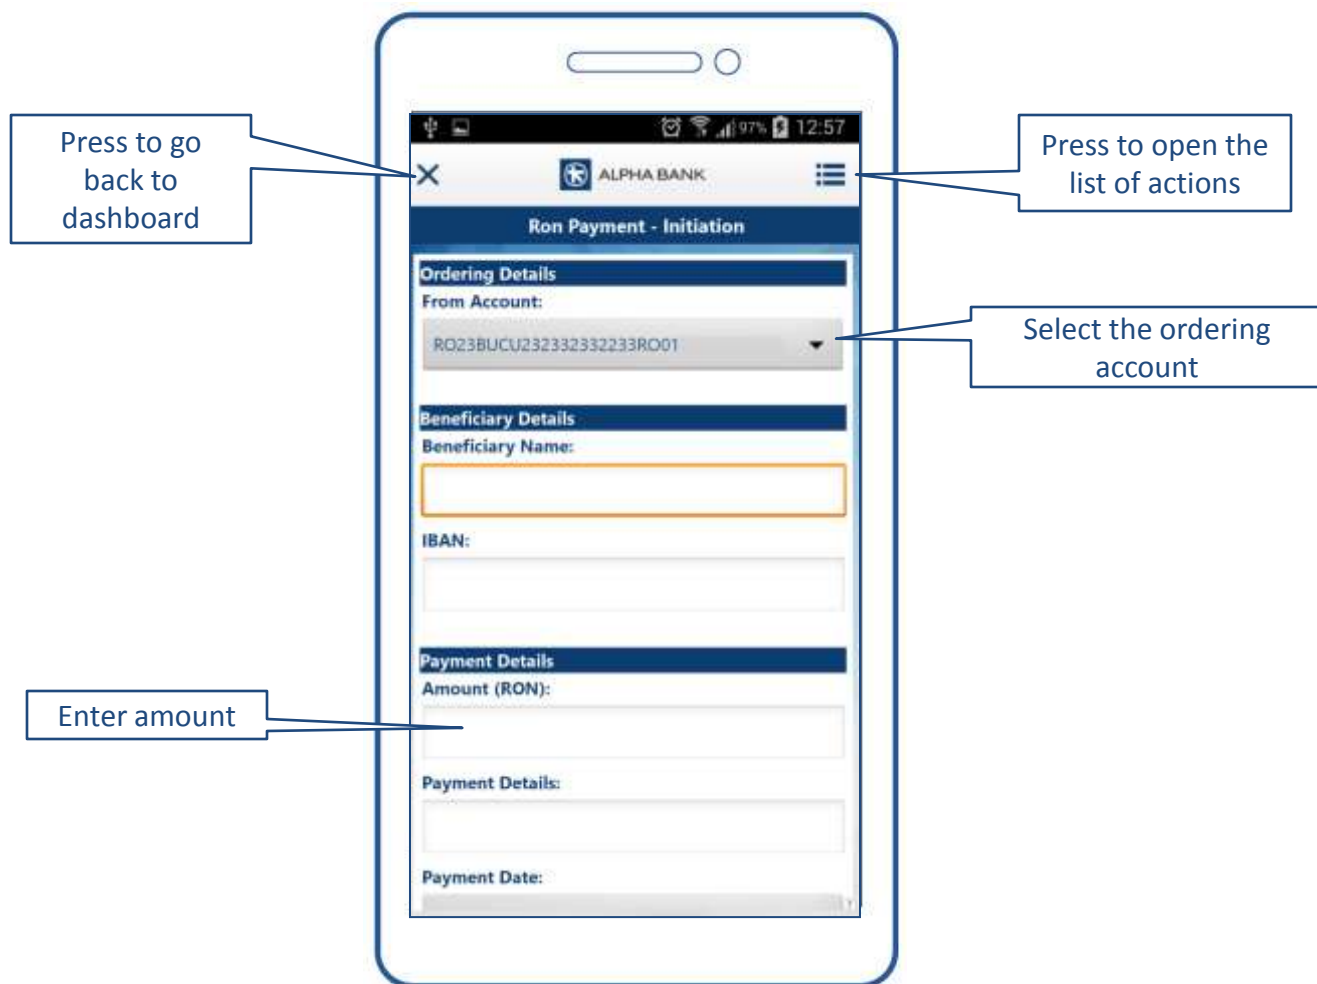 97% 12:57
Press to go
back to
dashboard
ALPHA BANK
Press to open the
list of actions
Ron Payment - Initiation
Ordering Details
From Account:
RO23BUCU232332332233RO01
Select the ordering
account
Beneficiary Details
Beneficiary Name:
IBAN:
Payment Details
Amount (RON):
Enter amount
Payment Details:
Payment Date: